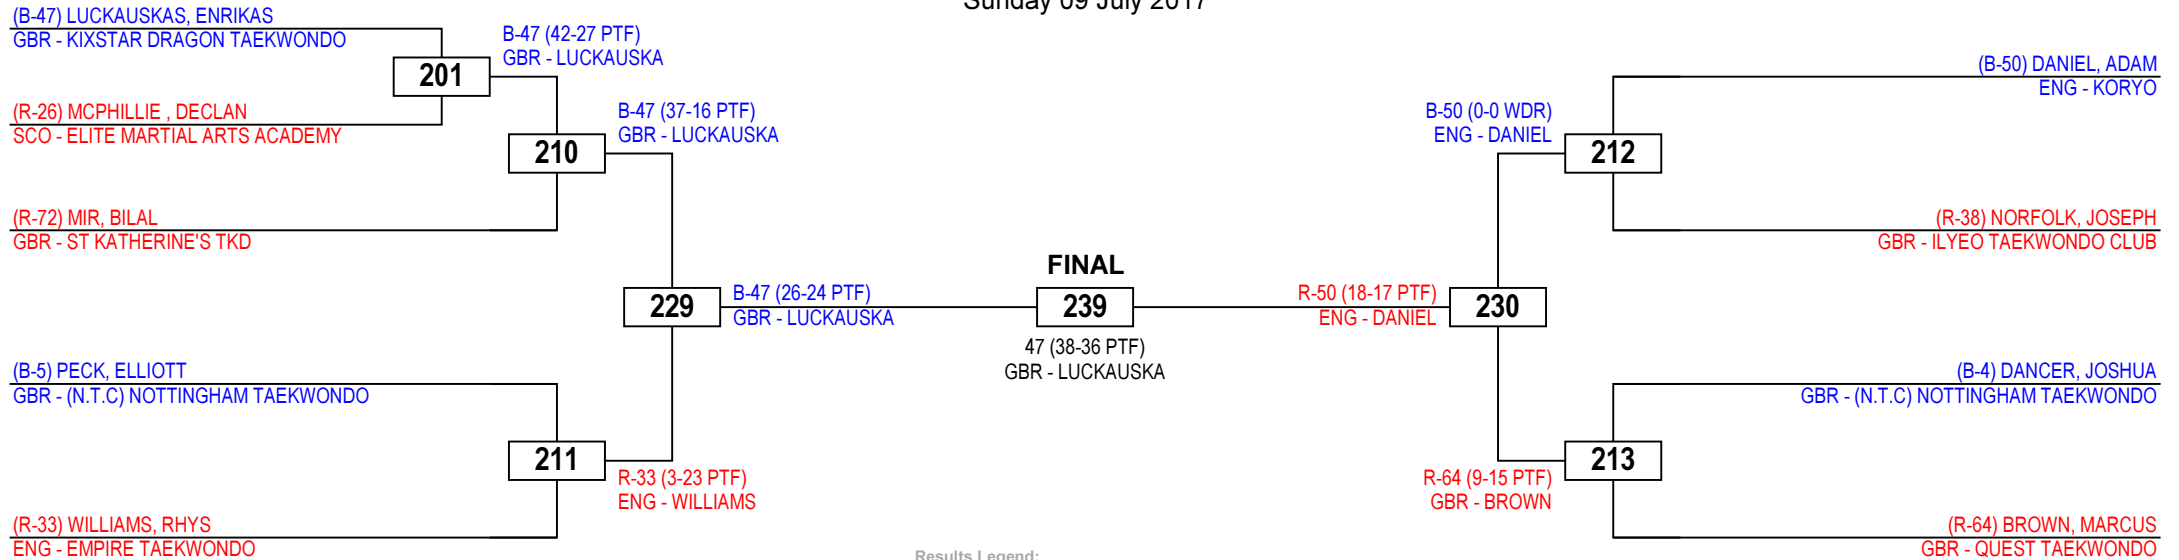 Sunday 09 July 2017
(B-47) LUCKAUSKAS, ENRIKAS
GBR - KIXSTAR DRAGON TAEKWONDO
201
(R-26) MCPHILLIE , DECLAN
SCO - ELITE MARTIAL ARTS ACADEMY
B-47 (42-27 PTF)
GBR - LUCKAUSKA
210
(R-72) MIR, BILAL
GBR - ST KATHERINE'S TKD
B-47 (37-16 PTF)
GBR - LUCKAUSKA
229
B-47 (26-24 PTF)
GBR - LUCKAUSKA
(B-5) PECK, ELLIOTT
GBR - (N.T.C) NOTTINGHAM TAEKWONDO
211
R-33 (3-23 PTF)
ENG - WILLIAMS
(R-33) WILLIAMS, RHYS
ENG - EMPIRE TAEKWONDO
FINAL
239
47 (38-36 PTF)
GBR - LUCKAUSKA
R-50 (18-17 PTF)
ENG - DANIEL
230
B-50 (0-0 WDR)
ENG - DANIEL
212
(B-50) DANIEL, ADAM
ENG - KORYO
(R-38) NORFOLK, JOSEPH
GBR - ILYEO TAEKWONDO CLUB
(B-4) DANCER, JOSHUA
GBR - (N.T.C) NOTTINGHAM TAEKWONDO
213
R-64 (9-15 PTF)
GBR - BROWN
(R-64) BROWN, MARCUS
GBR - QUEST TAEKWONDO
Results Legend: